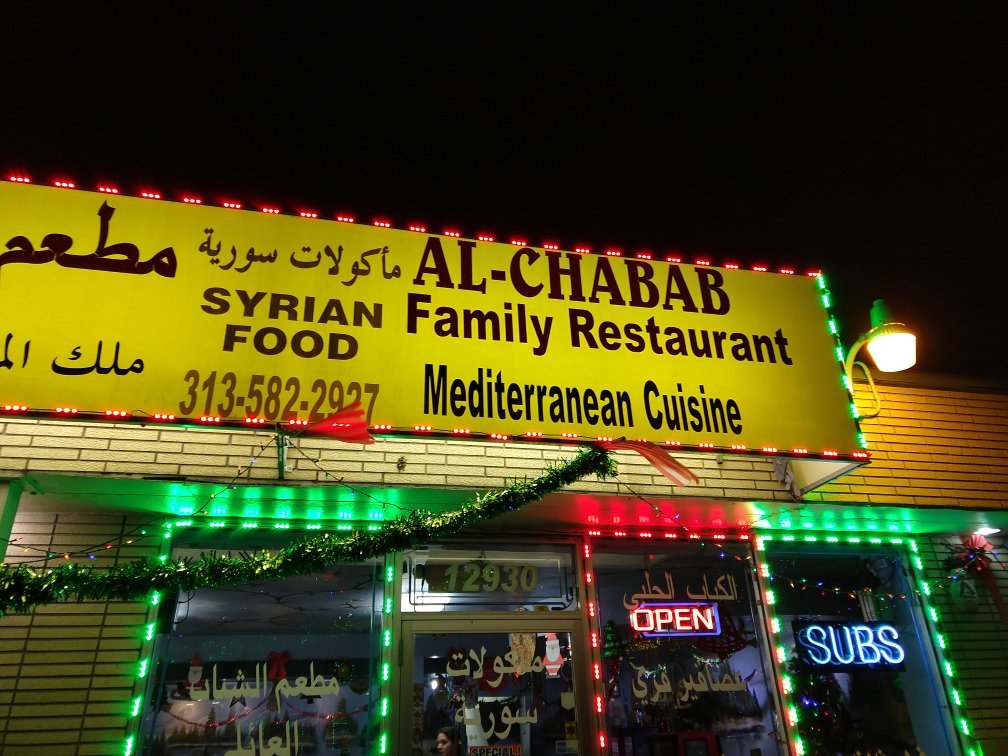 مطعم
مأكولات سورية
AL-CHABAB
SYRIAN
FOOD
Family Restaurant
ملك
313-582-2927
Mediterranean Cuisine
12930
الكباب الحلبي
OPEN
SUBS
مأكولات
سورية
مطعم الشباب
العائلي
SPECIAL!